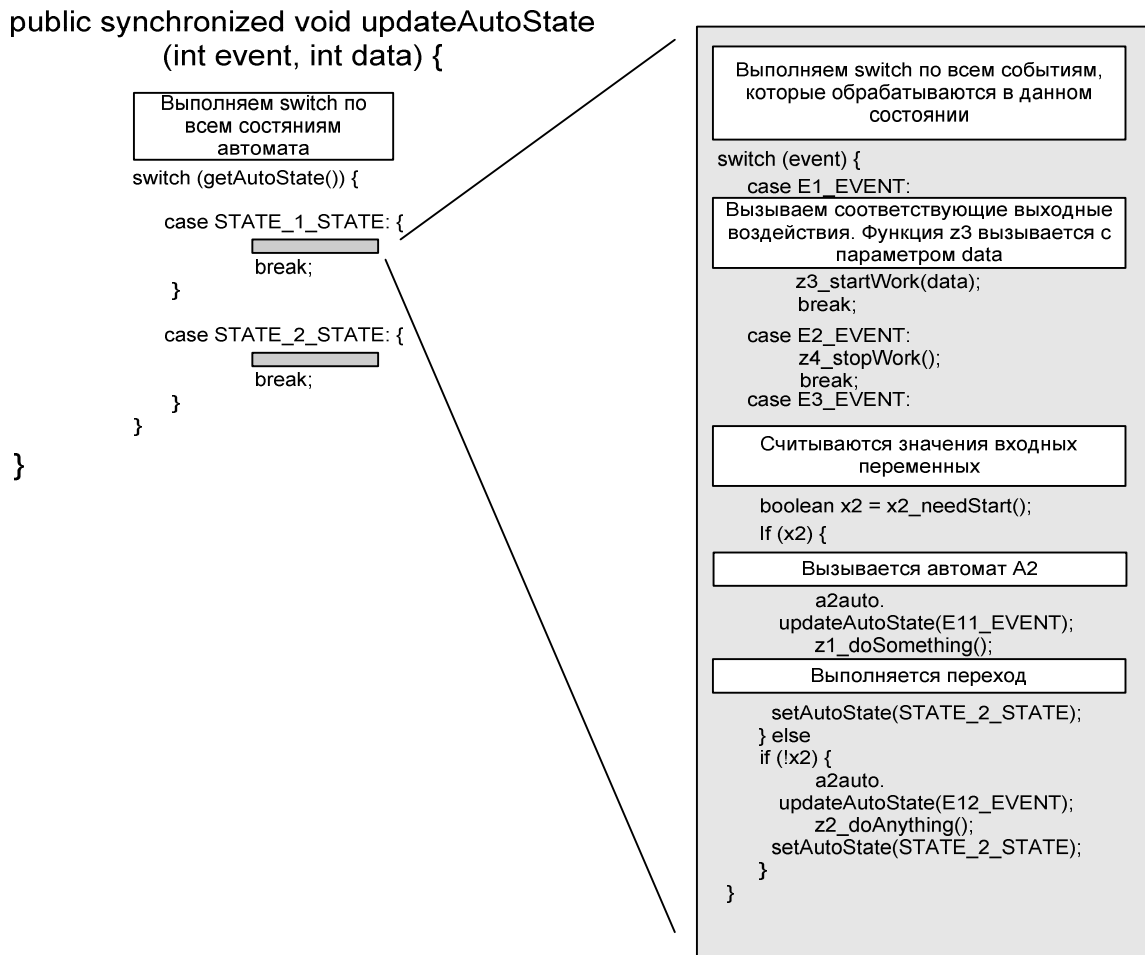 public synchronized void updateAutoState
(int event, int data) {
Выполняем switch по
всем состяниям
автомата
switch (getAutoState()) {
case STATE_1_STATE: {
break;
}
case STATE_2_STATE: {
break;
}
}
}
Выполняем switch по всем событиям,
которые обрабатываются в данном
состоянии
switch (event) {
case E1_EVENT:
Вызываем соответствующие выходные
воздействия. Функция z3 вызывается с
параметром data
z3_startWork(data);
break;
case E2_EVENT:
z4_stopWork();
break;
case E3_EVENT:
Считываются значения входных
переменных
boolean x2 = x2_needStart();
If (x2) {
Вызывается автомат A2
a2auto.
updateAutoState(E11_EVENT);
z1_doSomething();
Выполняется переход
setAutoState(STATE_2_STATE);
} else
if (!x2) {
a2auto.
updateAutoState(E12_EVENT);
z2_doAnything();
setAutoState(STATE_2_STATE);
}
}